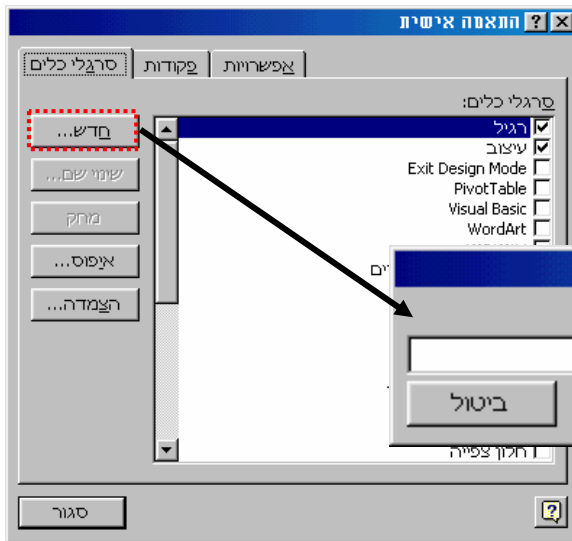 התאמה אישית
סרגלי כלים
פקודות
אפשרויות
סרגלי כלים:
חדש...
שינוי שם...
מחק
איפוס...
הצמדה...
רגיל
עיצוב
Exit Design Mode
PivotTable
Visual Basic
WordArt
ביטול
חלון צפייה
סגור